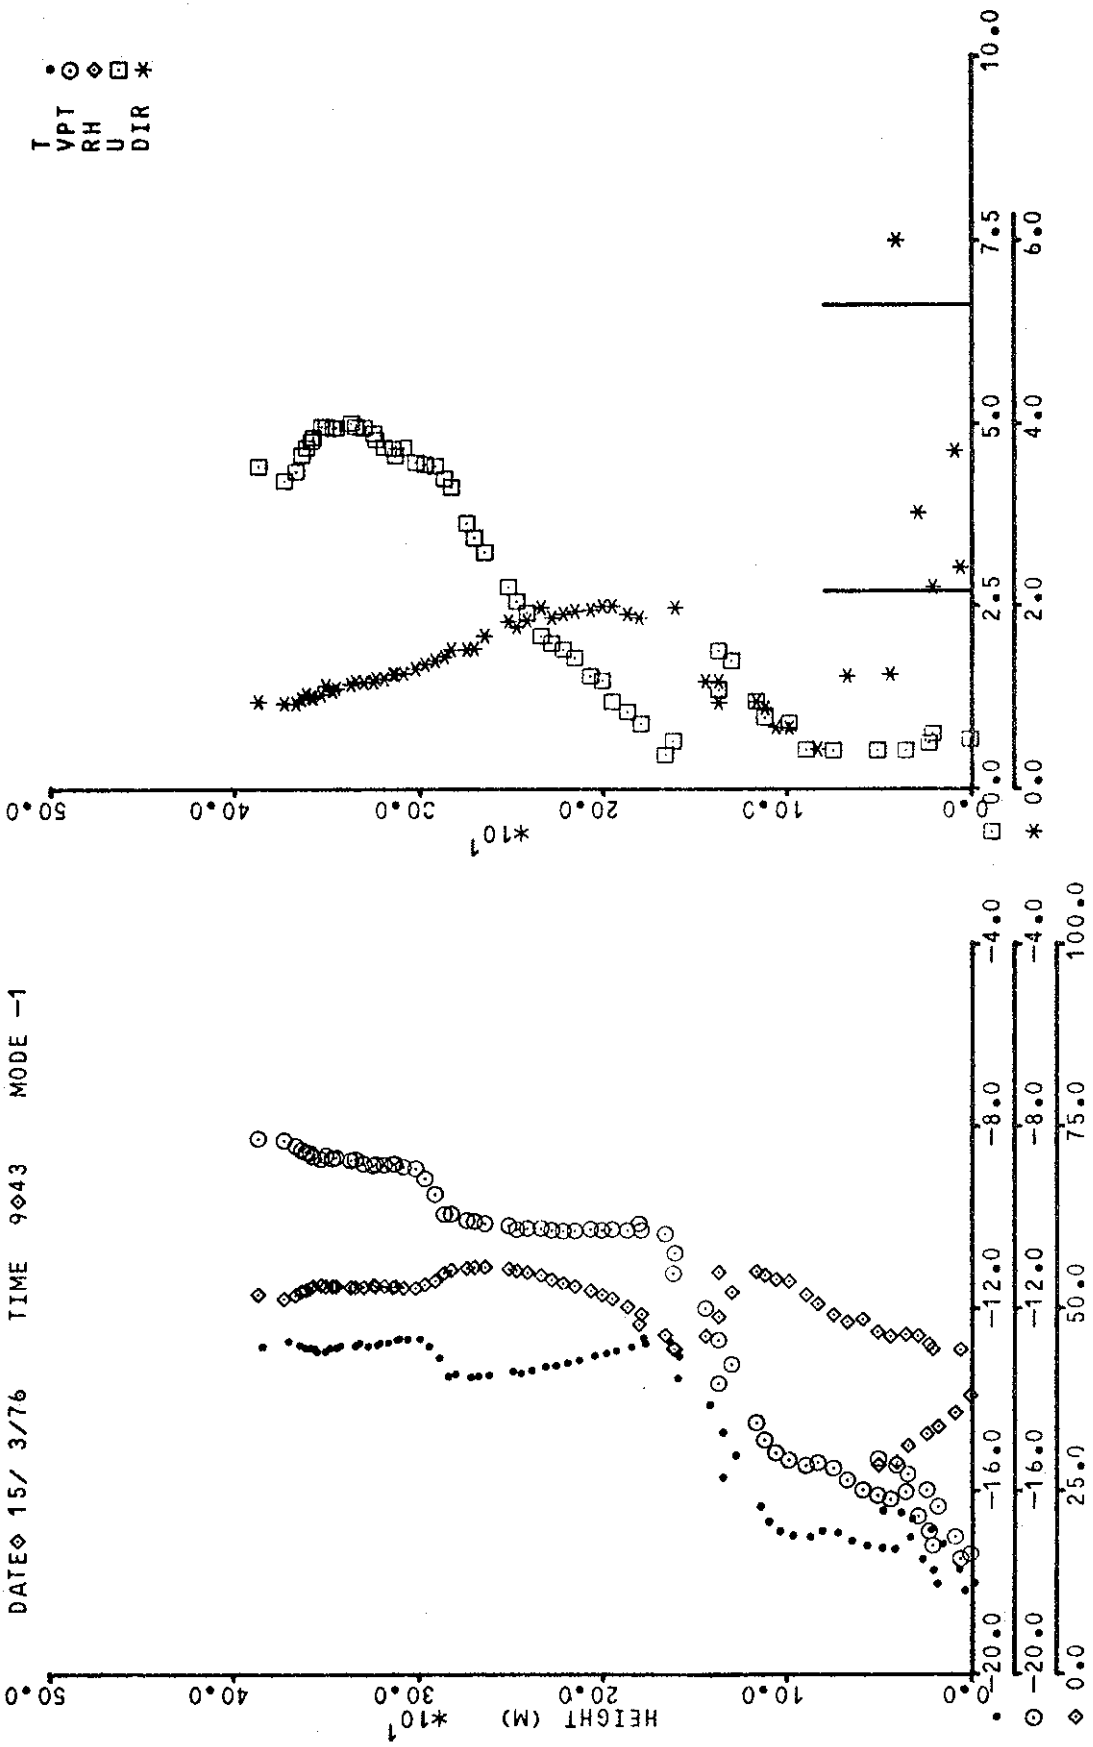 DATE◇ 15/ 3/76 TIME 9◇43 MODE -1
T •
VPT ⊙
RH ◇
U ⊡
DIR *
50.0
40.0
30.0
20.0
10.0
0.0
HEIGHT (M) *10¹
• -20.0 -16.0 -12.0 -8.0 -4.0
⊙ -20.0 -16.0 -12.0 -8.0 -4.0
◇ 0.0 25.0 50.0 75.0 100.0
50.0
40.0
30.0
20.0
10.0
0.0
*10¹
⊡ 0.0 2.5 5.0 7.5 10.0
* 0.0 2.0 4.0 6.0